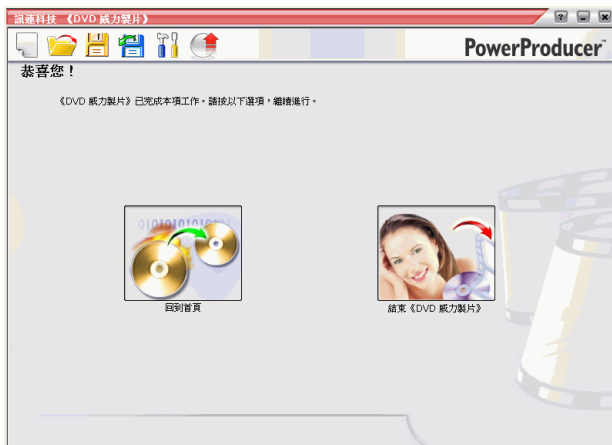 訊連科技 《DVD 威力製片》
PowerProducer™
恭喜您！
《DVD 威力製片》已完成本項工作。請按以下選項，繼續進行。
01010101010
回到首頁
結束《DVD 威力製片》